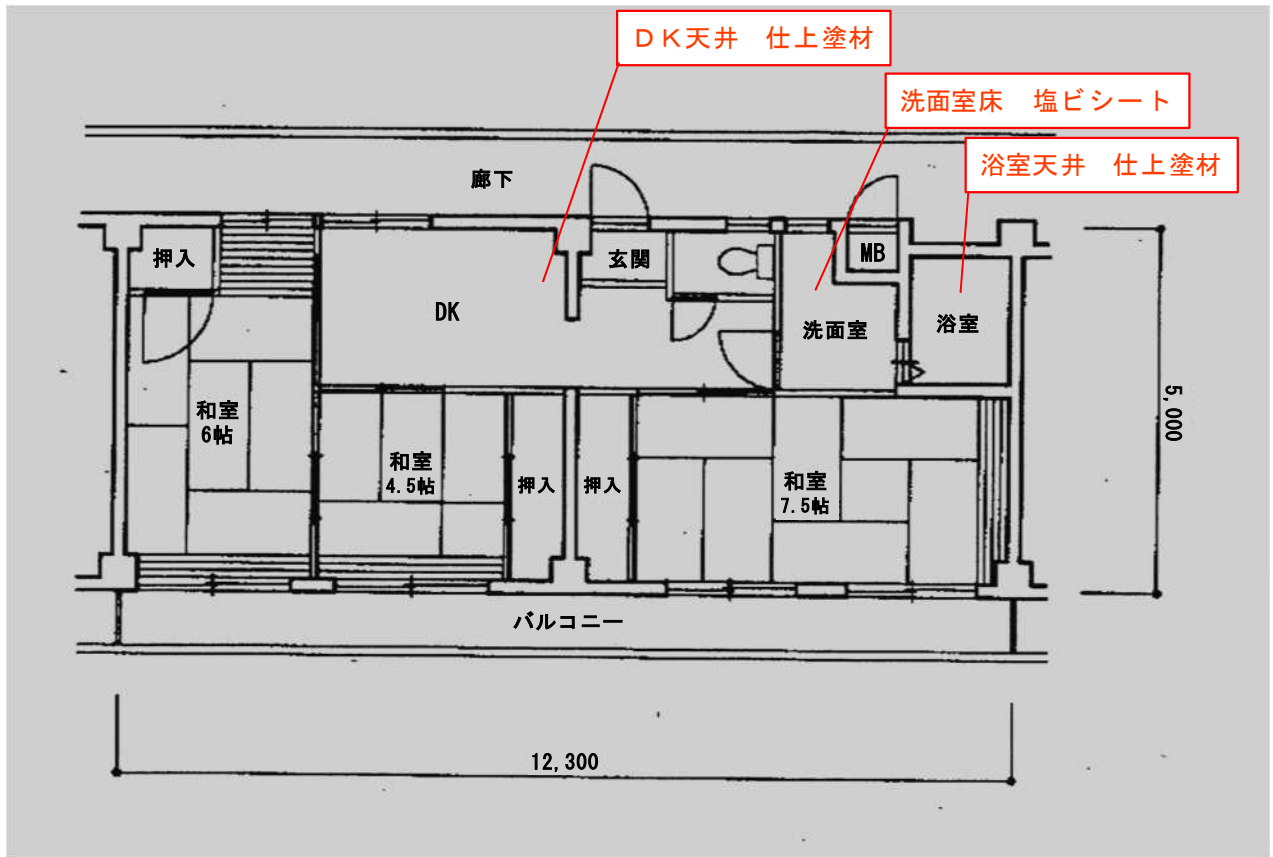 DK天井 仕上塗材
洗面室床 塩ビシート
浴室天井 仕上塗材
廊下
押入
玄関
MB
DK
洗面室
浴室
和室
6帖
和室
4.5帖
押入
押入
和室
7.5帖
5,000
バルコニー
12,300